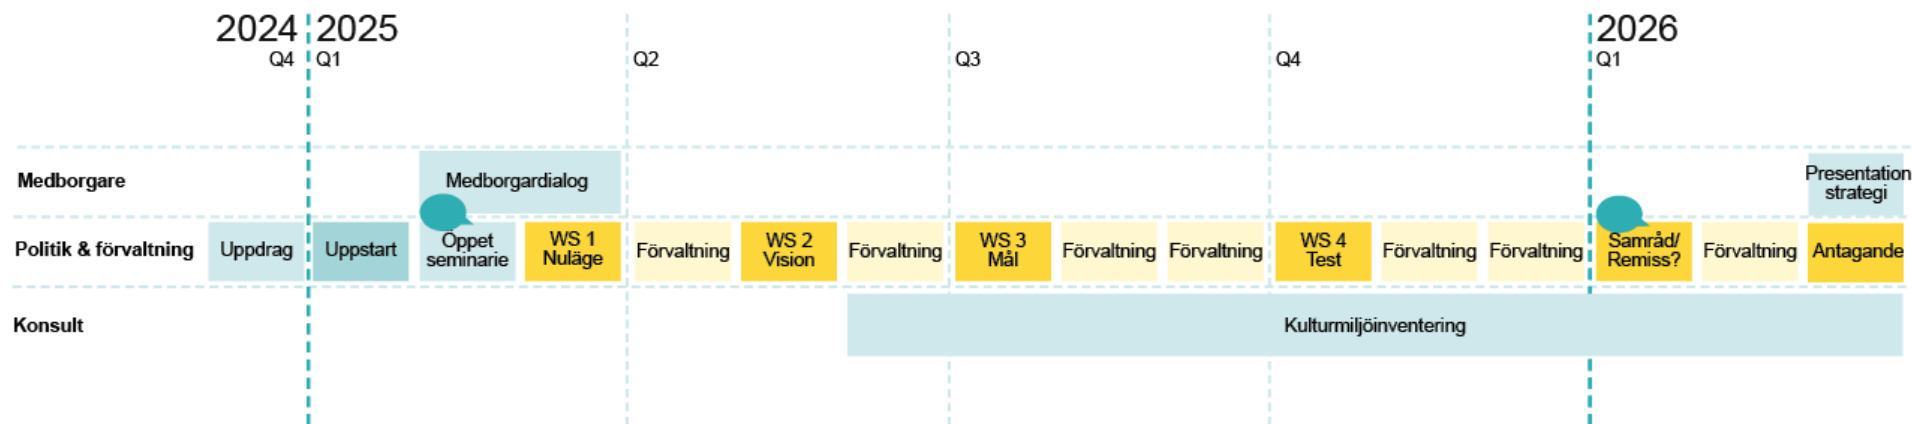 2024 2025 2026
Q4 Q1 Q2 Q3 Q4 Q1
Medborgare
Medborgardialog
Presentation
strategi
Politik & förvaltning
Uppdrag
Uppstart
Öppet
seminarie
WS 1
Nuläge
Förvaltning
WS 2
Vision
Förvaltning
WS 3
Mål
Förvaltning
Förvaltning
WS 4
Test
Förvaltning
Förvaltning
Samråd/
Remiss?
Förvaltning
Antagande
Konsult
Kulturmiljöinventering